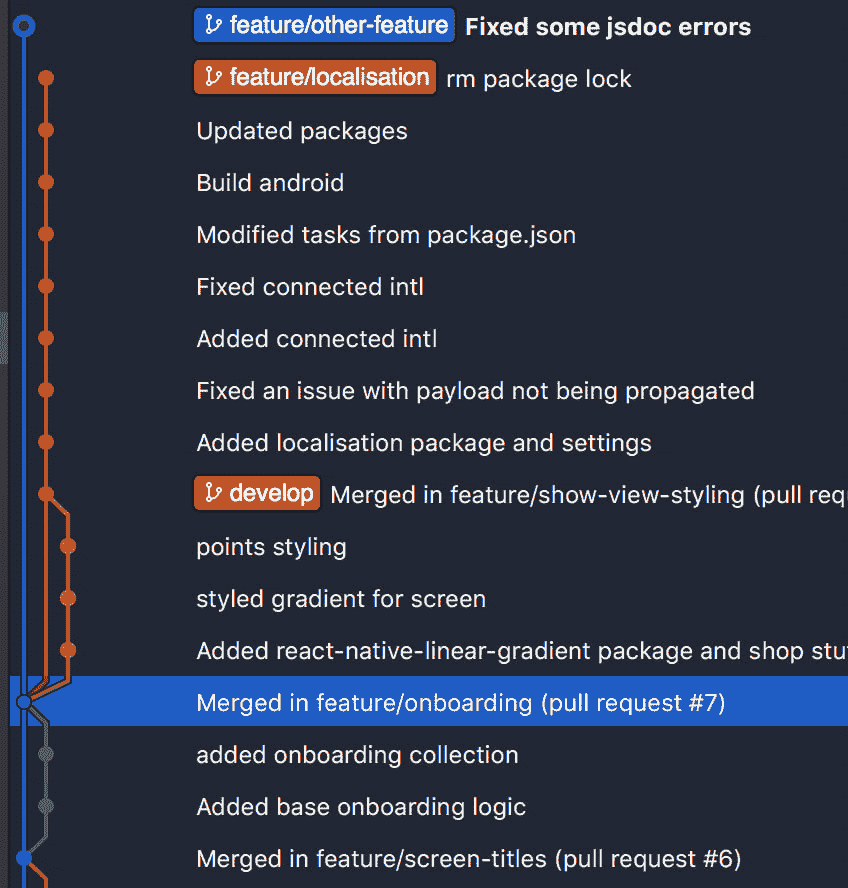 feature/other-feature Fixed some jsdoc errors
feature/localisation rm package lock
Updated packages
Build android
Modified tasks from package.json
Fixed connected intl
Added connected intl
Fixed an issue with payload not being propagated
Added localisation package and settings
develop Merged in feature/show-view-styling (pull requ
points styling
styled gradient for screen
Added react-native-linear-gradient package and shop stu
Merged in feature/onboarding (pull request #7)
added onboarding collection
Added base onboarding logic
Merged in feature/screen-titles (pull request #6)